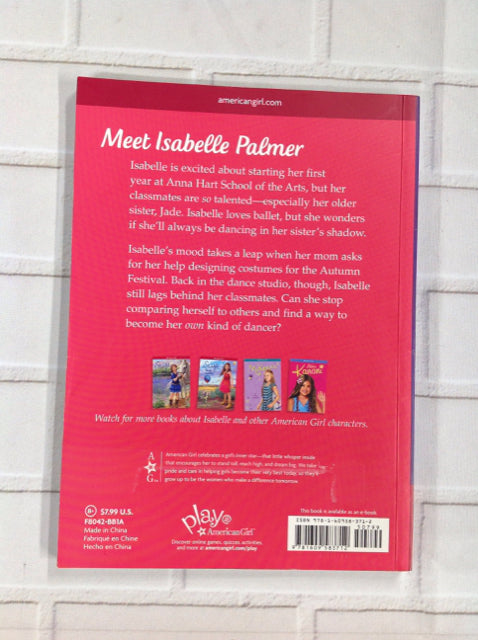 americangirl.com
Meet Isabelle Palmer
Isabelle is excited about starting her first
year at Anna Hart School of the Arts, but her
classmates are so talented—especially her older
sister, Jade. Isabelle loves ballet, but she wonders
if she'll always be dancing in her sister's shadow.
Isabelle's mood takes a leap when her mom asks
for her help designing costumes for the Autumn
Festival. Back in the dance studio, though, Isabelle
still lags behind her classmates. Can she stop
comparing herself to others and find a way to
become her own kind of dancer?
Watch for more books about Isabelle and other American Girl characters.
A
G
American Girl celebrates a girl's inner star—that little whisper inside
that encourages her to stand tall, reach high, and dream big. We take
pride and care in helping girls become their very best today, so they'll
grow up to be the women who make a difference tomorrow.
8+ $7.99 U.S.
F8042-BB1A
Made in China
Fabriqué en Chine
Hecho en China
play@
American Girl
Discover online games, quizzes, activities,
and more at americangirl.com/play
This book is available as an e-book.
ISBN 978-1-60958-371-2
50799
9 781609 583712